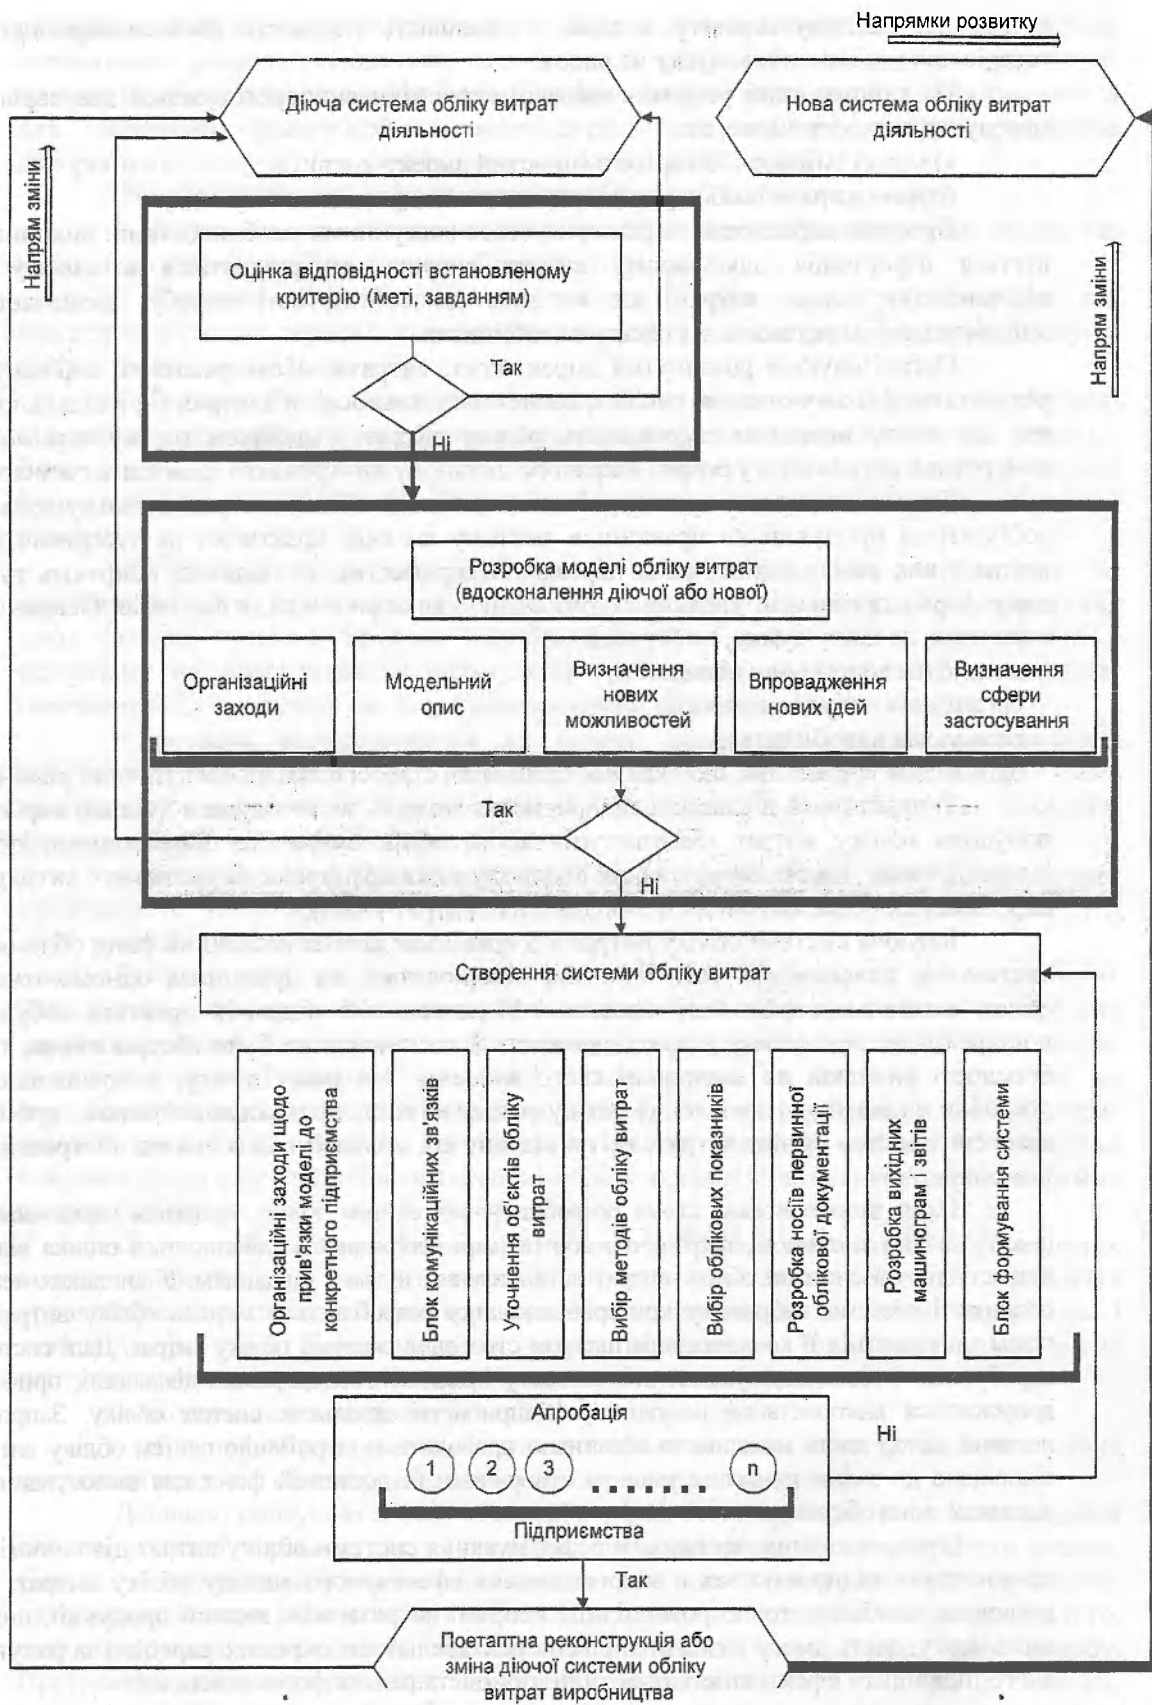 Напрямки розвитку
Діюча система обліку витрат
діяльності
Нова система обліку витрат
діяльності
Напрям зміни
Напрям зміни
Оцінка відповідності встановленому
критерію (меті, завданням)
Так
Ні
Розробка моделі обліку витрат
(вдосконалення діючої або нової)
Організаційні
заходи
Модельний
опис
Визначення
нових
можливостей
Впровадження
нових ідей
Визначення
сфери
застосування
Так
Ні
Створення системи обліку витрат
Організаційні заходи щодо
прив'язки моделі до
конкретного підприємства
Блок комунікаційних зв'язків
Уточнення об'єктів обліку
витрат
Вибір методів обліку витрат
Вибір облікових показників
Розробка носіїв первинної
облікової документації
Розробка вихідних
машинограм і звітів
Блок формування системи
Апробація
Ні
1 2 3 n
Підприємства
Так
Поетапна реконструкція або
зміна діючої системи обліку
витрат виробництва